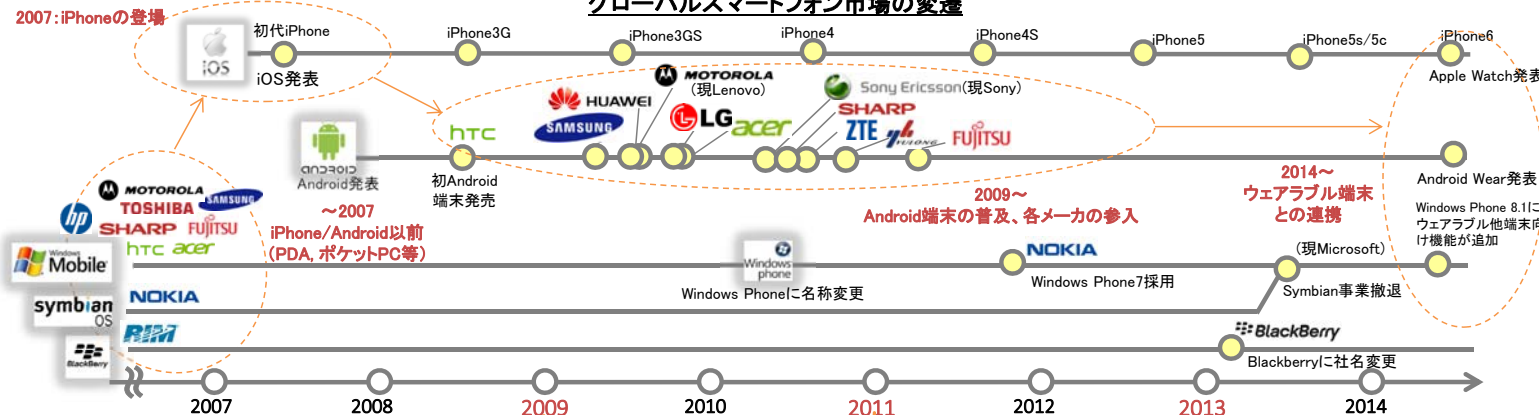 グローバルスマートフォン市場の変遷
2007:iPhoneの登場
初代iPhone
iPhone3G
iPhone3GS
iPhone4
iPhone4S
iPhone5
iPhone5s/5c
iPhone6
iOS
iOS発表
Apple Watch発表
MOTOROLA
(現Lenovo)
Sony Ericsson(現Sony)
HUAWEI
SAMSUNG
LG
acer
SHARP
ZTE
YULONG
FUJITSU
hTC
android
Android発表
初Android
端末発売
2009～
Android端末の普及、各メーカの参入
2014～
ウェアラブル端末
との連携
Android Wear発表
Windows Phone 8.1に
ウェアラブル他端末向
け機能が追加
MOTOROLA
SAMSUNG
TOSHIBA
hp
SHARP
FUJITSU
hTC
acer
～2007
iPhone/Android以前
(PDA, ポケットPC等)
Windows
Mobile
Windows
phone
Windows Phoneに名称変更
NOKIA
Windows Phone7採用
(現Microsoft)
Symbian事業撤退
symbian
OS
NOKIA
RIM
BlackBerry
BlackBerry
Blackberryに社名変更
2007
2008
2009
2010
2011
2012
2013
2014